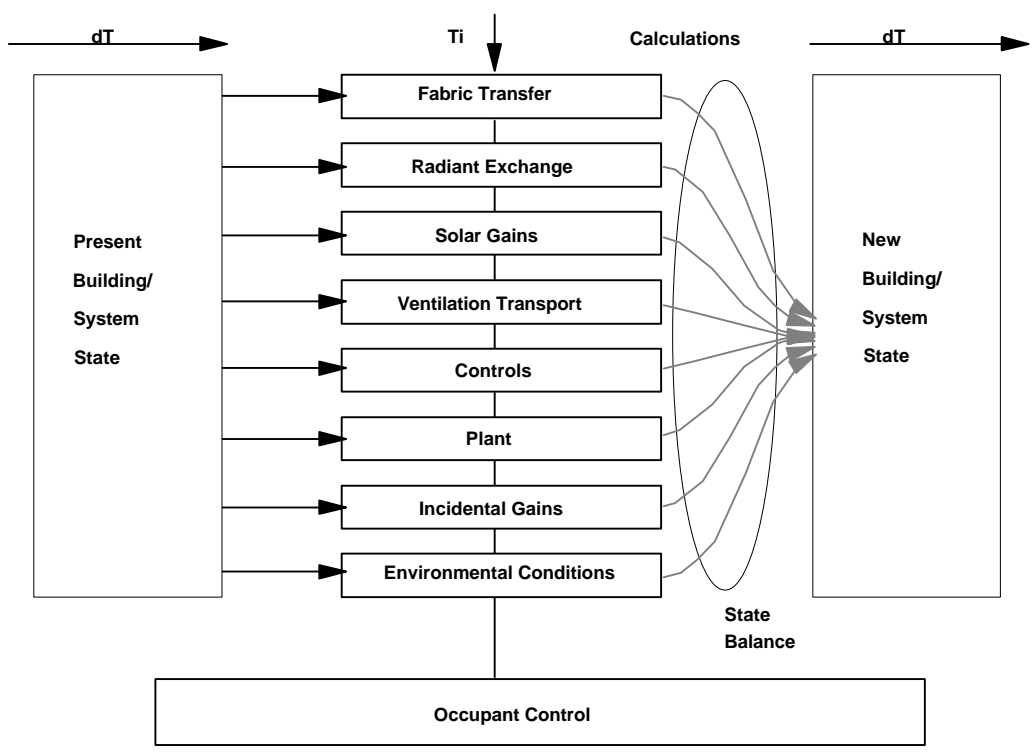 dT
Ti
Calculations
dT
Present
Building/
System
State
Fabric Transfer
Radiant Exchange
Solar Gains
Ventilation Transport
Controls
Plant
Incidental Gains
Environmental Conditions
New
Building/
System
State
State
Balance
Occupant Control